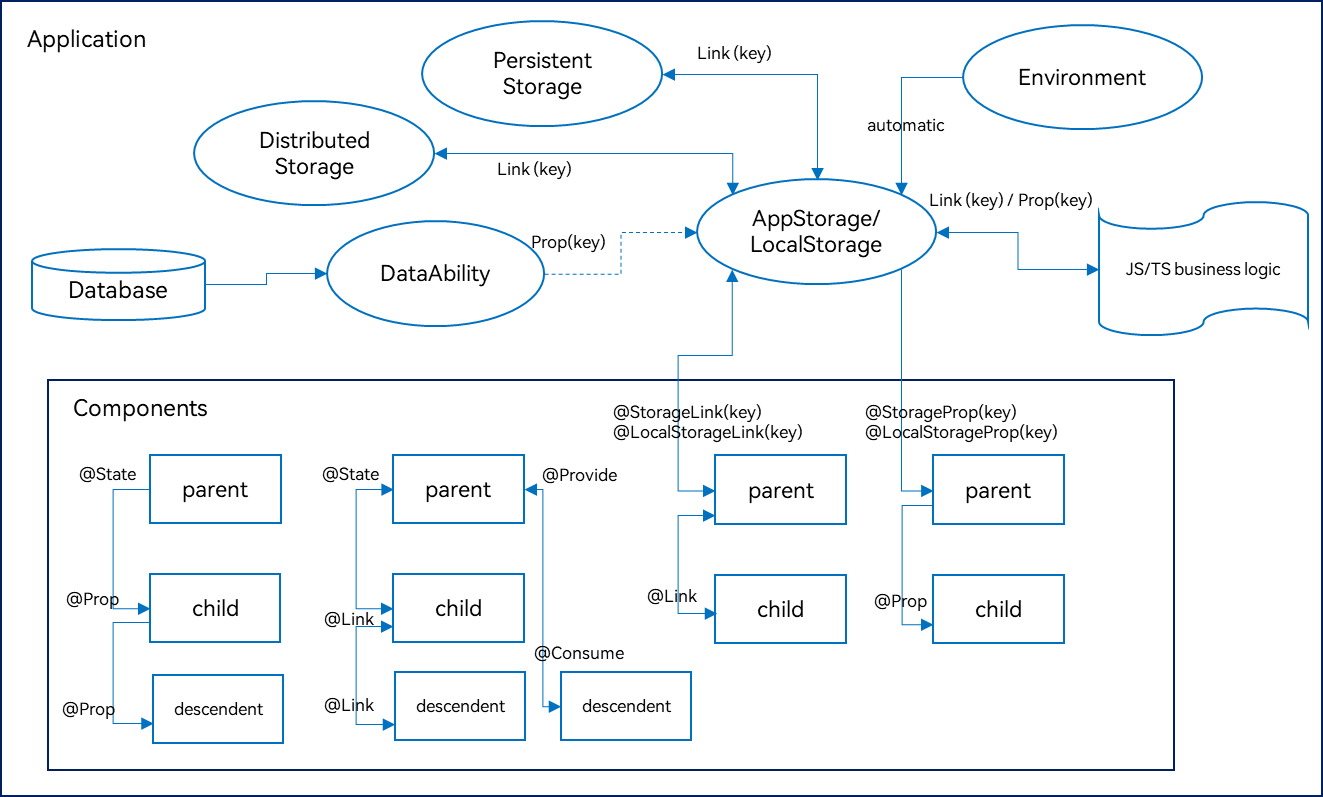 Application
Persistent
Storage
Link (key)
Environment
automatic
Distributed
Storage
Link (key)
AppStorage/
LocalStorage
Link (key) / Prop(key)
JS/TS business logic
Prop(key)
DataAbility
Database
Components
@StorageLink(key)
@LocalStorageLink(key)
@StorageProp(key)
@LocalStorageProp(key)
@State
parent
@State
parent
@Provide
parent
parent
@Prop
child
@Link
child
@Link
child
@Prop
child
@Consume
@Prop
descendent
@Link
descendent
descendent